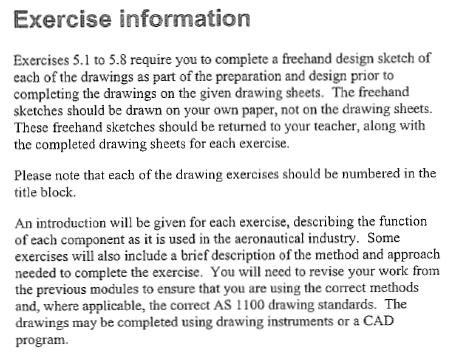 Exercise information
Exercises 5.1 to 5.8 require you to complete a freehand design sketch of
each of the drawings as part of the preparation and design prior to
completing the drawings on the given drawing sheets. The freehand
sketches should be drawn on your own paper, not on the drawing sheets.
These freehand sketches should be returned to your teacher, along with
the completed drawing sheets for each exercise.
Please note that each of the drawing exercises should be numbered in the
title block.
An introduction will be given for each exercise, describing the function
of each component as it is used in the aeronautical industry. Some
exercises will also include a brief description of the method and approach
needed to complete the exercise. You will need to revise your work from
the previous modules to ensure that you are using the correct methods
and, where applicable, the correct AS 1100 drawing standards. The
drawings may be completed using drawing instruments or a CAD
program.